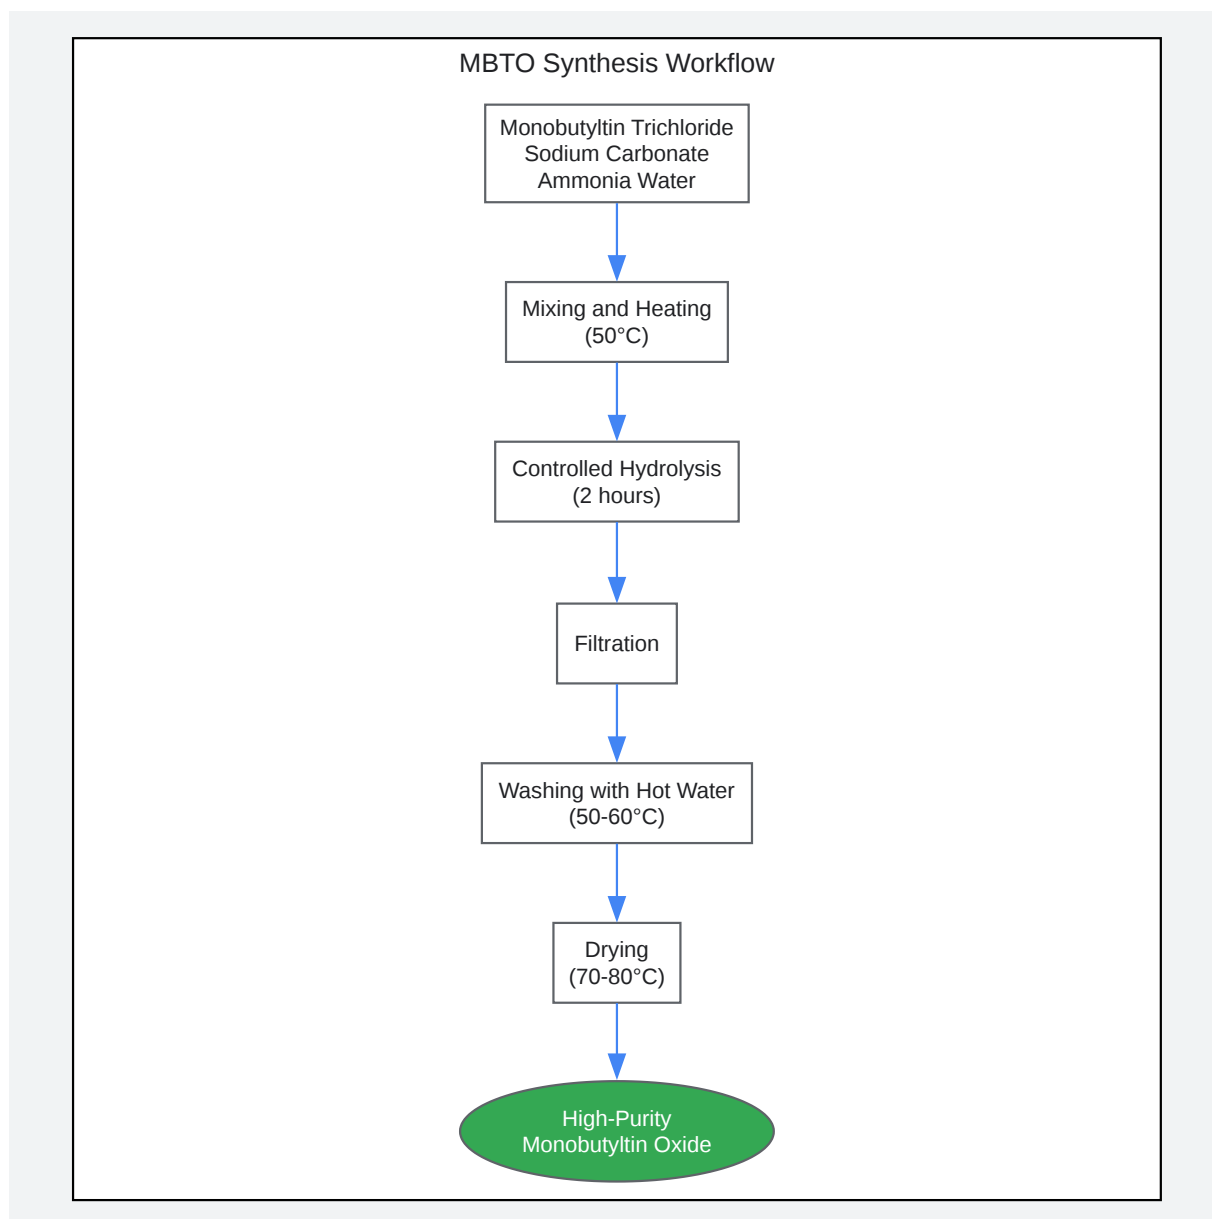 MBTO Synthesis Workflow
Monobutyltin Trichloride
Sodium Carbonate
Ammonia Water
Mixing and Heating
(50°C)
Controlled Hydrolysis
(2 hours)
Filtration
Washing with Hot Water
(50-60°C)
Drying
(70-80°C)
High-Purity
Monobutyltin Oxide